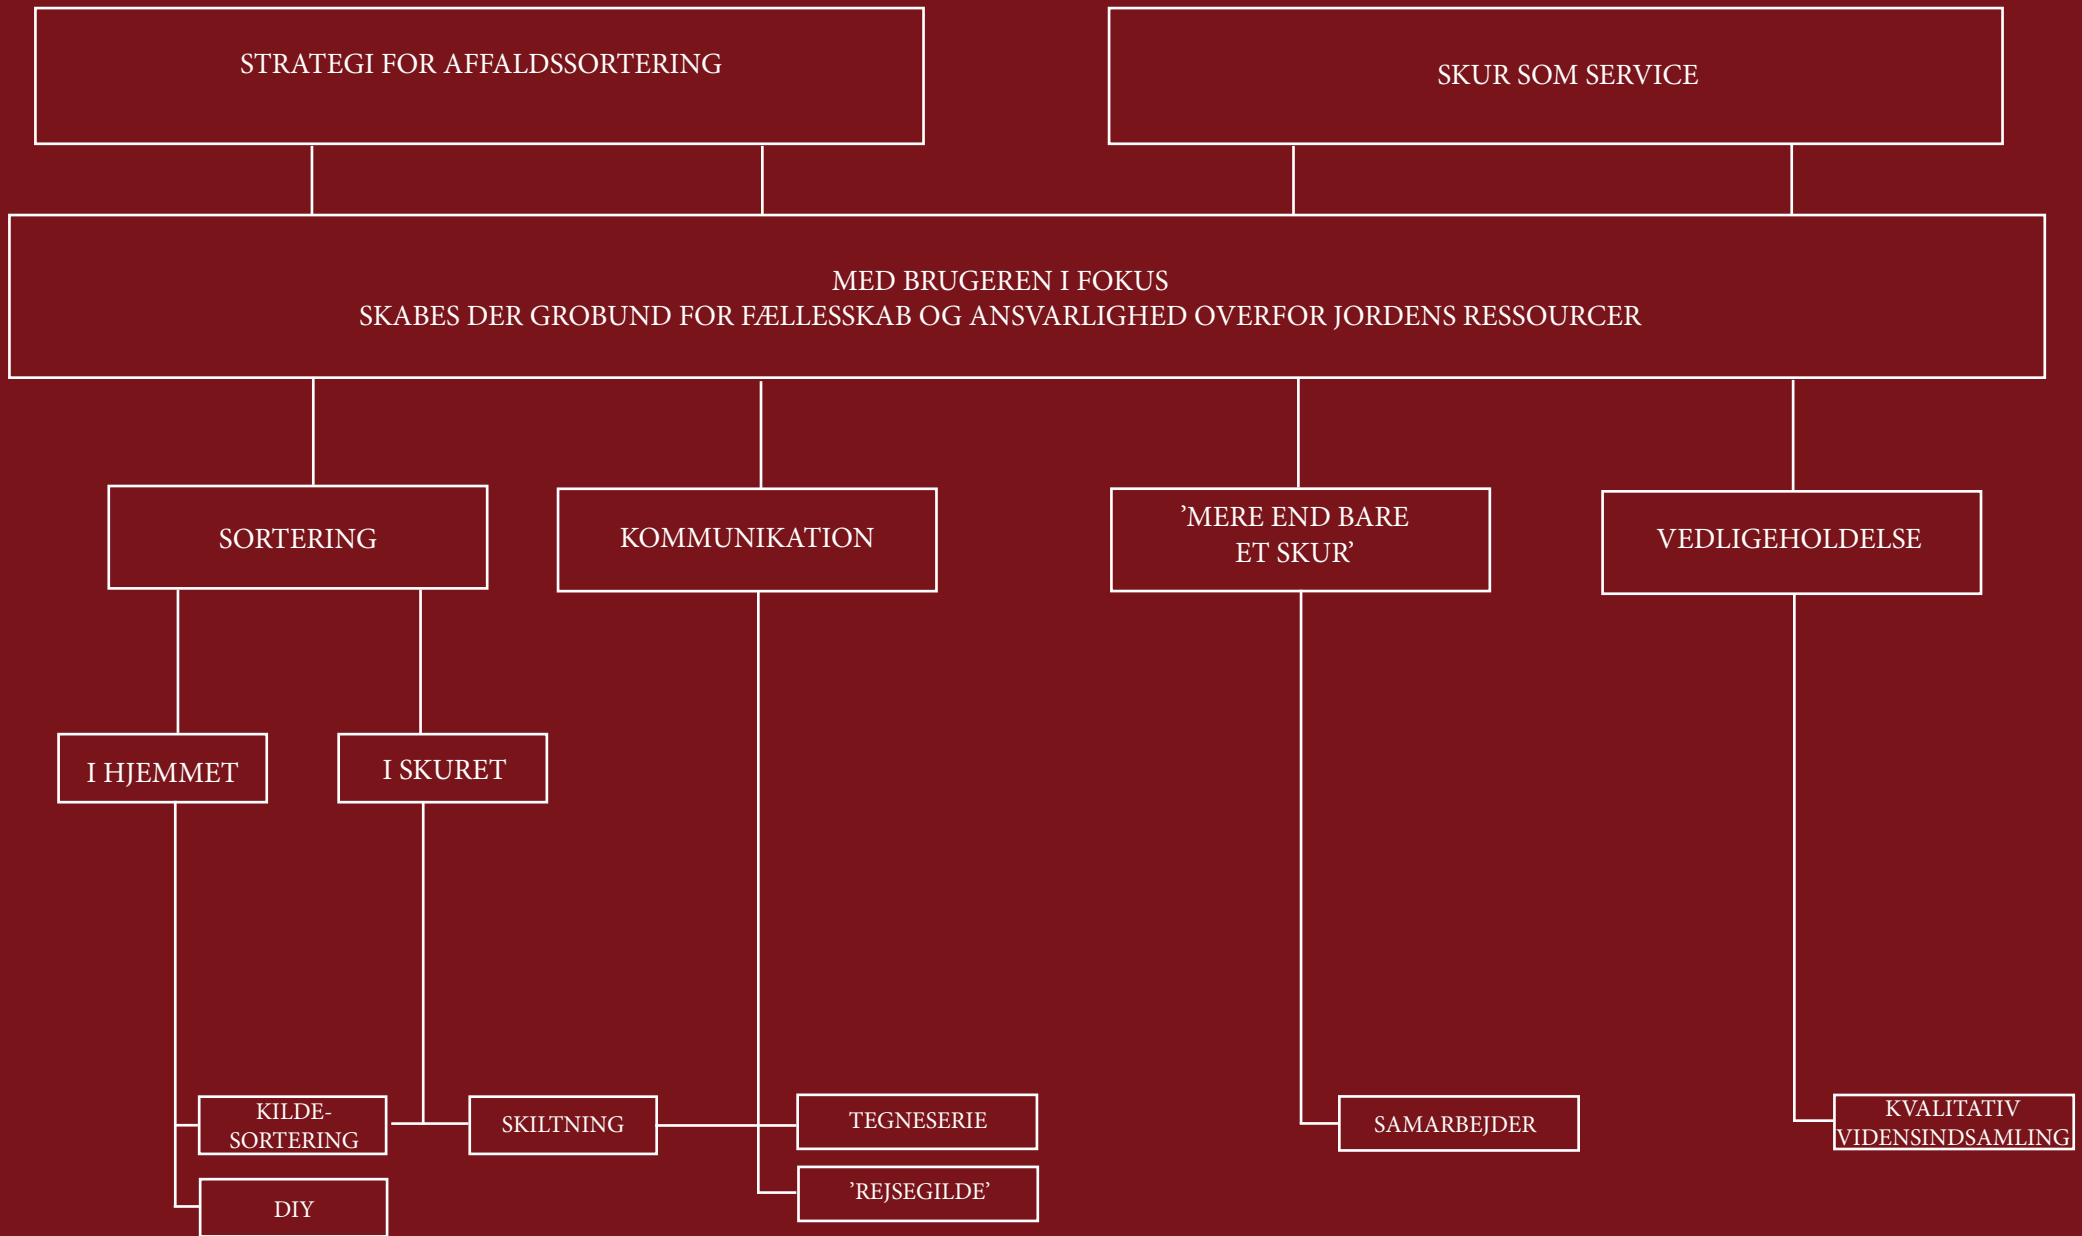 STRATEGI FOR AFFALDSSORTERING
SKUR SOM SERVICE
MED BRUGEREN I FOKUS
SKABES DER GROBUND FOR FÆLLESSKAB OG ANSVARLIGHED OVERFOR JORDENS RESSOURCER
SORTERING
KOMMUNIKATION
’MERE END BARE
ET SKUR’
VEDLIGEHOLDELSE
I HJEMMET
I SKURET
KILDE-
SORTERING
SKILTNING
TEGNESERIE
SAMARBEJDER
KVALITATIV
VIDENSINDSAMLING
DIY
’REJSEGILDE’